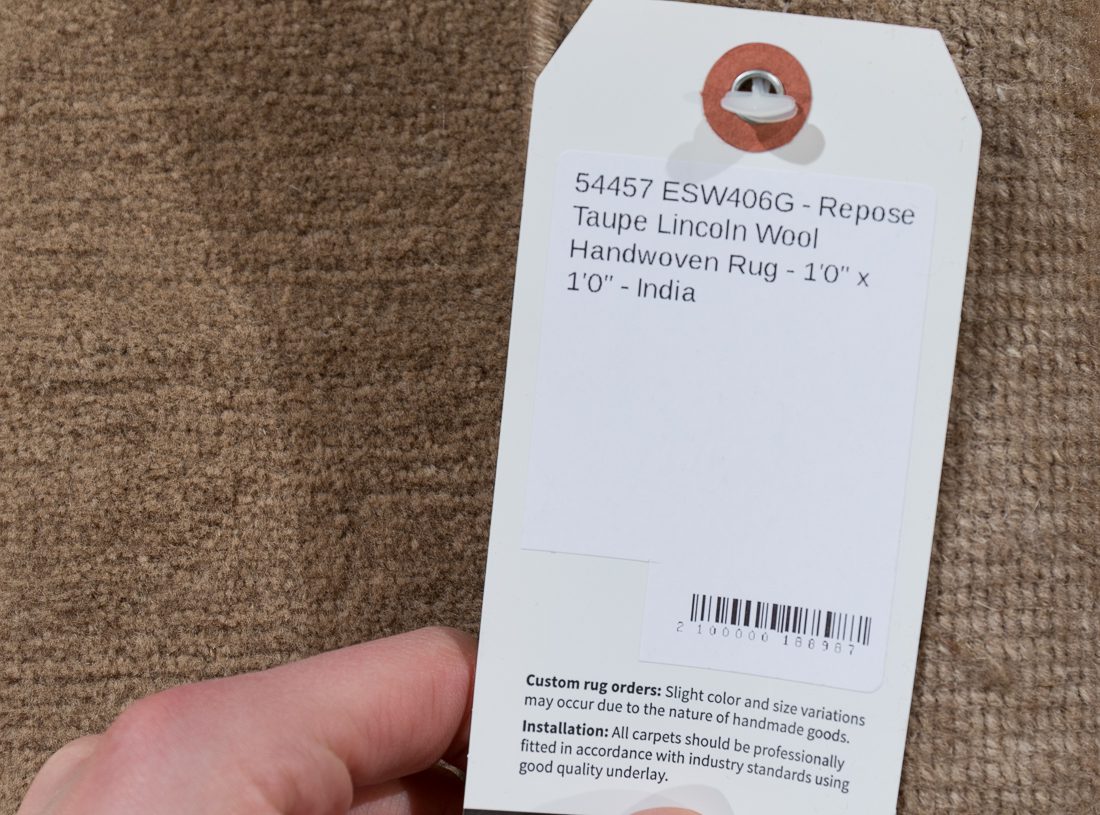 54457 ESW406G - Repose
Taupe Lincoln Wool
Handwoven Rug - 1'0" x
1'0" - India
2 100000 186987
Custom rug orders: Slight color and size variations
may occur due to the nature of handmade goods.
Installation: All carpets should be professionally
fitted in accordance with industry standards using
good quality underlay.